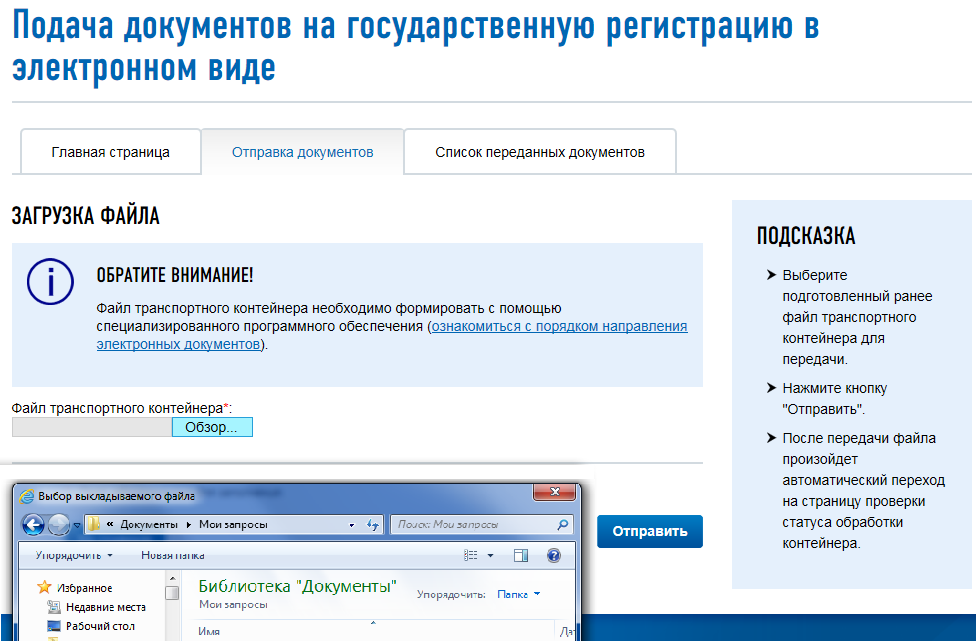 Подача документов на государственную регистрацию в
электронном виде
Главная страница
Отправка документов
Список переданных документов
ЗАГРУЗКА ФАЙЛА
ОБРАТИТЕ ВНИМАНИЕ!
Файл транспортного контейнера необходимо формировать с помощью
специализированного программного обеспечения (ознакомиться с порядком направления
электронных документов).
Файл транспортного контейнера*:
Обзор...
ПОДСКАЗКА
Выберите
подготовленный ранее
файл транспортного
контейнера для
передачи.
Нажмите кнопку
"Отправить".
После передачи файла
произойдет
автоматический переход
на страницу проверки
статуса обработки
контейнера.
Отправить
Выбор выкладываемого файла
« Документы Мои запросы
Поиск: Мои запросы
Упорядочить
Новая папка
Избранное
Недавние места
Рабочий стол
Библиотека "Документы"
Мои запросы
Упорядочить: Папка
Имя